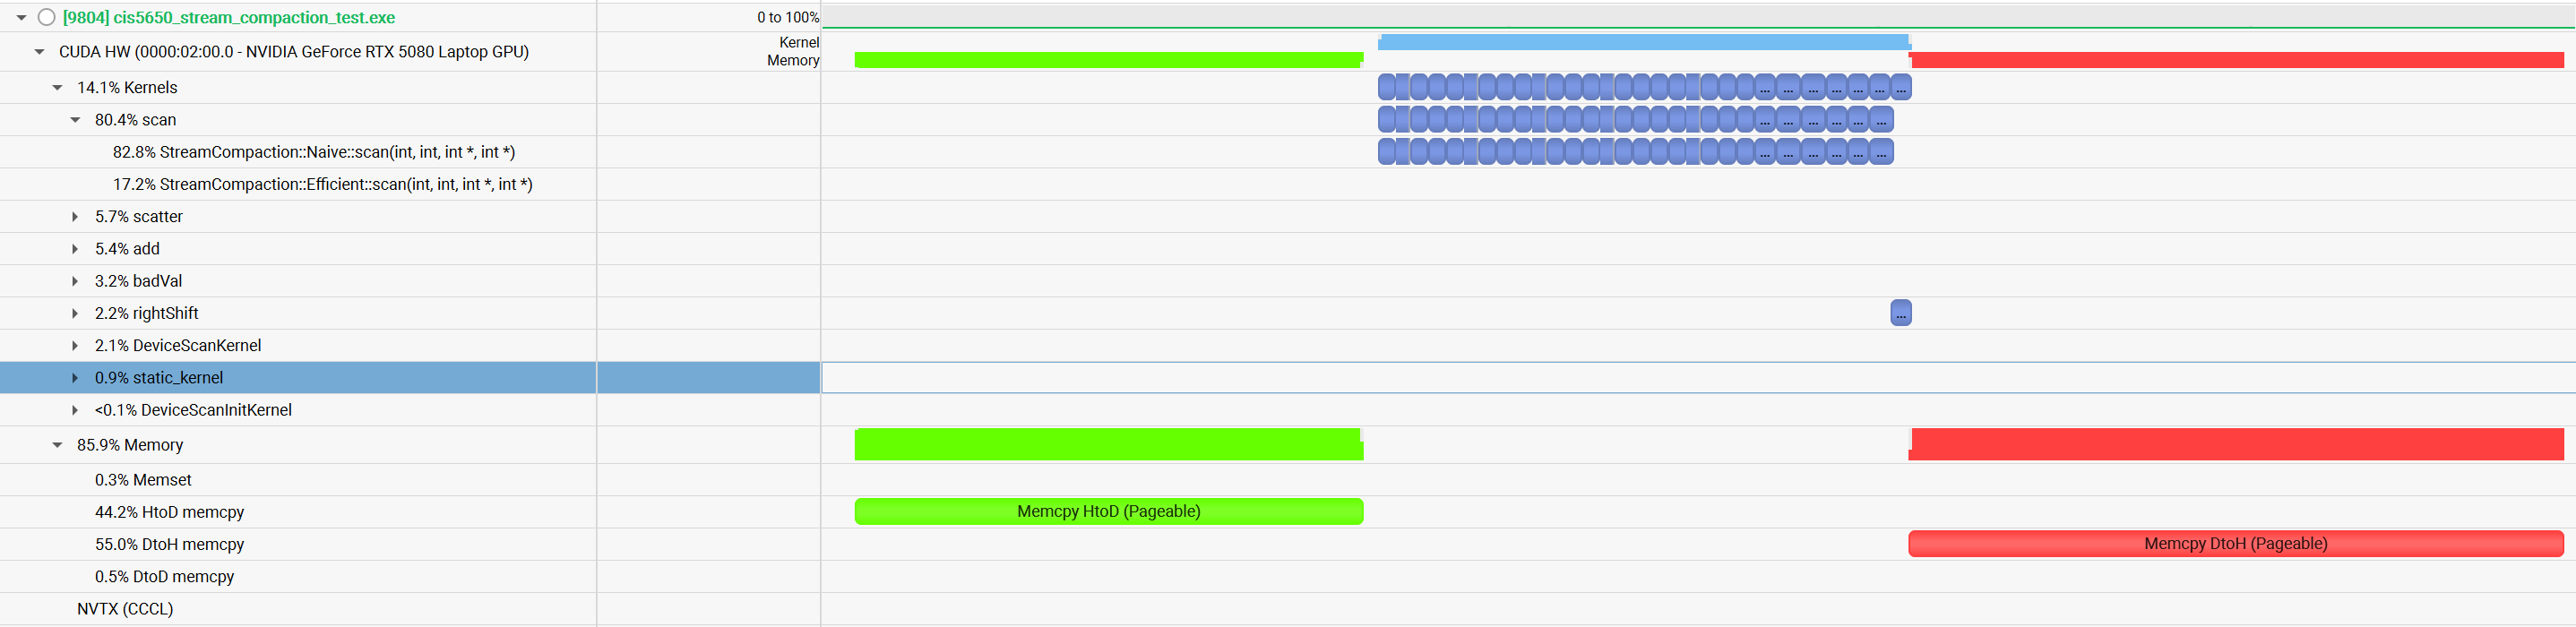 [9804] cis5650_stream_compaction_test.exe 0 to 100%
CUDA HW (0000:02:00.0 - NVIDIA GeForce RTX 5080 Laptop GPU) Kernel
Memory
14.1% Kernels ... ... ... ... ... ... ...
80.4% scan ... ... ... ... ... ...
82.8% StreamCompaction::Naive::scan(int, int, int *, int *) ... ... ... ... ... ...
17.2% StreamCompaction::Efficient::scan(int, int, int *, int *)
5.7% scatter
5.4% add
3.2% badVal
2.2% rightShift ...
2.1% DeviceScanKernel
0.9% static_kernel
<0.1% DeviceScanInitKernel
85.9% Memory
0.3% Memset
44.2% HtoD memcpy Memcpy HtoD (Pageable)
55.0% DtoH memcpy Memcpy DtoH (Pageable)
0.5% DtoD memcpy
NVTX (CCCL)